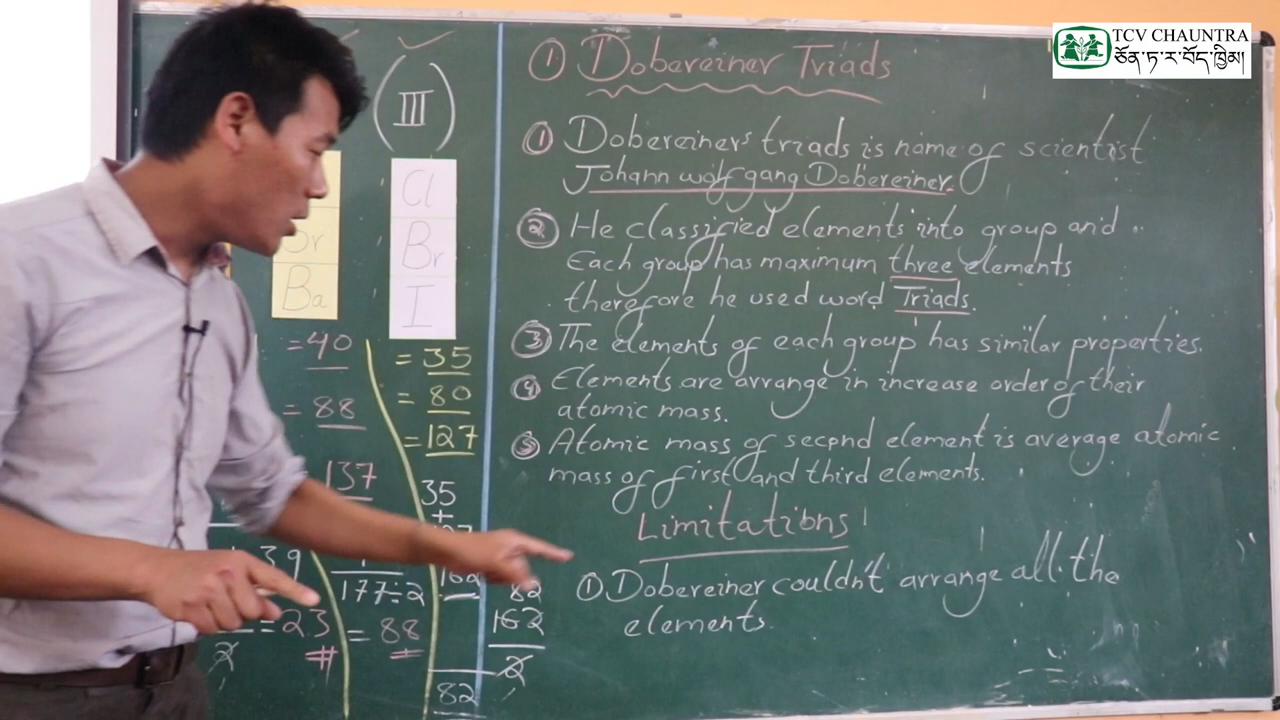 TCV CHAUNTRA
ཅོན་ཏ་ར་བོད་ཁྱིམ།
(III)
Cl
Br
I
Ba
=40
=88
137
=35
=80
=127
35
+
39
=23
2
177÷2
=88
162
82
162
2
82
① Dobereiner Triads
① Dobereiner's triads is name of scientist
Johann wolfgang Dobereiner.
② He classified elements into group and
Each group has maximum three elements
therefore he used word Triads.
③ The elements of each group has similar properties.
④ Elements are arrange in increase order of their
atomic mass.
⑤ Atomic mass of second element is average atomic
mass of first and third elements.
Limitations
① Dobereiner couldn't arrange all the
elements.